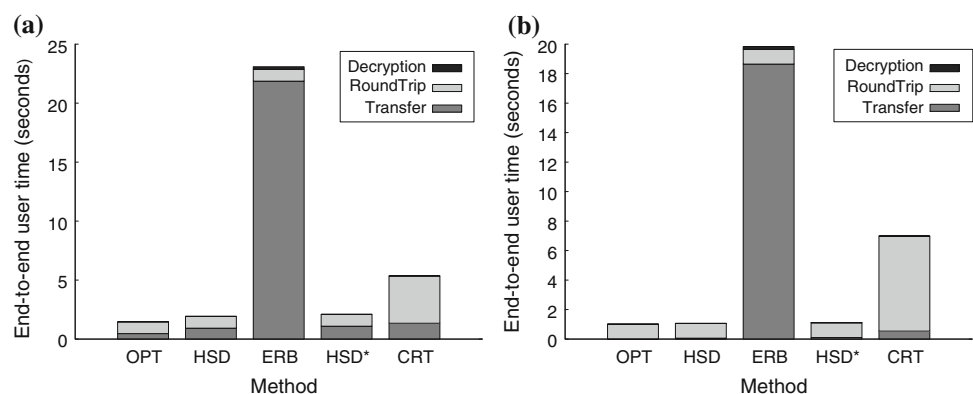 (a)
End-to-end user time (seconds)
25
20
15
10
5
0
Decryption
RoundTrip
Transfer
OPT HSD ERB HSD* CRT
Method
(b)
End-to-end user time (seconds)
20
18
16
14
12
10
8
6
4
2
0
Decryption
RoundTrip
Transfer
OPT HSD ERB HSD* CRT
Method